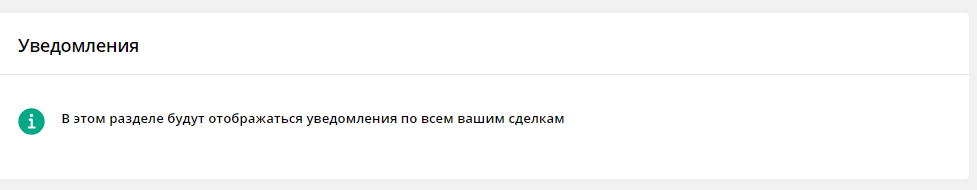 Уведомления
В этом разделе будут отображаться уведомления по всем вашим сделкам